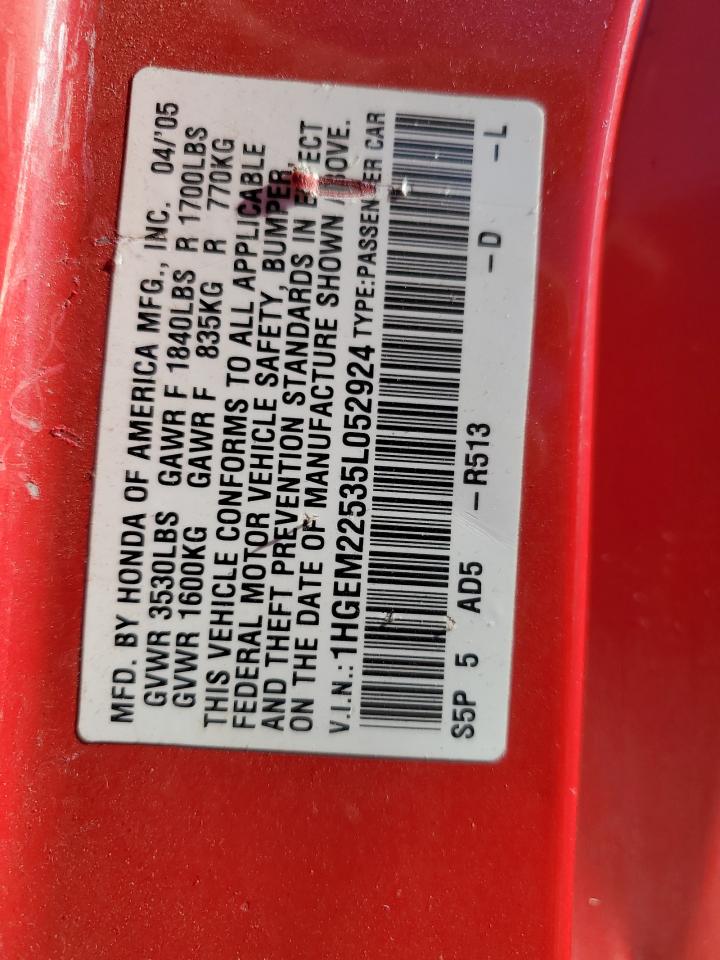 MFD. BY HONDA OF AMERICA MFG., INC. 04/'05
GVWR 3530LBS GAWR F 1840LBS R 1700LBS
GVWR 1600KG GAWR F 835KG R 770KG
THIS VEHICLE CONFORMS TO ALL APPLICABLE
FEDERAL MOTOR VEHICLE SAFETY, BUMPER,
AND THEFT PREVENTION STANDARDS IN EFFECT
ON THE DATE OF MANUFACTURE SHOWN ABOVE.
V.I.N.: 1HGEM22535L052924 TYPE:PASSENGER CAR
S5P 5 AD5 -R513 -D -L